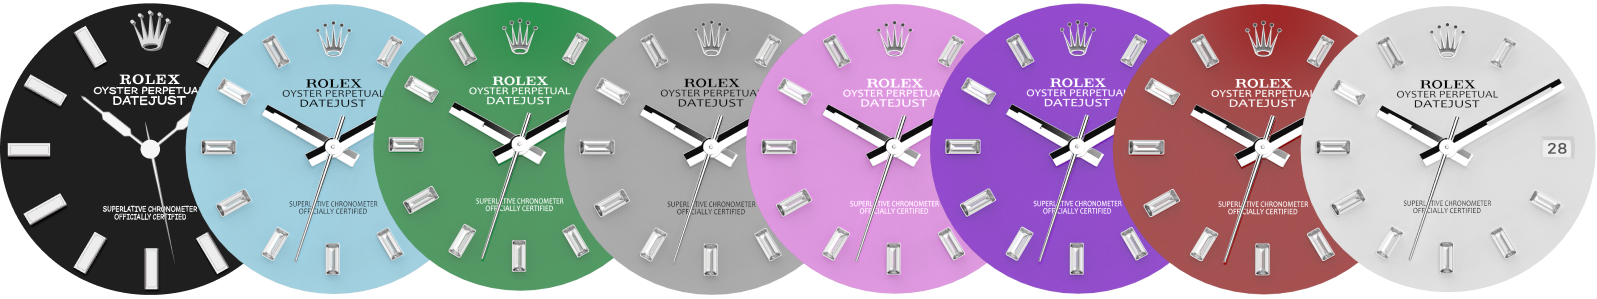 ROLEX
OYSTER PERPETUAL
DATEJUST
SUPERLATIVE CHRONOMETER
OFFICIALLY CERTIFIED
ROLEX
OYSTER PERPETUAL
DATEJUST
SUPERLATIVE CHRONOMETER
OFFICIALLY CERTIFIED
ROLEX
OYSTER PERPETUAL
DATEJUST
SUPERLATIVE CHRONOMETER
OFFICIALLY CERTIFIED
ROLEX
OYSTER PERPETUAL
DATEJUST
SUPERLATIVE CHRONOMETER
OFFICIALLY CERTIFIED
ROLEX
OYSTER PERPETUAL
DATEJUST
SUPERLATIVE CHRONOMETER
OFFICIALLY CERTIFIED
ROLEX
OYSTER PERPETUAL
DATEJUST
SUPERLATIVE CHRONOMETER
OFFICIALLY CERTIFIED
ROLEX
OYSTER PERPETUAL
DATEJUST
SUPERLATIVE CHRONOMETER
OFFICIALLY CERTIFIED
ROLEX
OYSTER PERPETUAL
DATEJUST
28
SUPERLATIVE CHRONOMETER
OFFICIALLY CERTIFIED